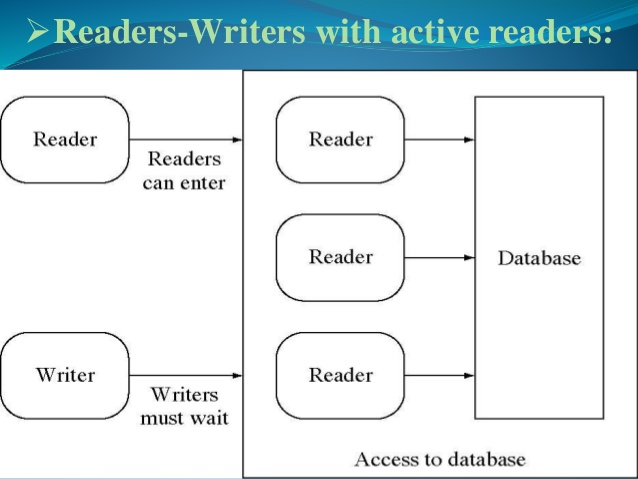 ➢Readers-Writers with active readers:
Reader
Readers
can enter
Reader
Reader
Database
Writer
Writers
must wait
Reader
Access to database